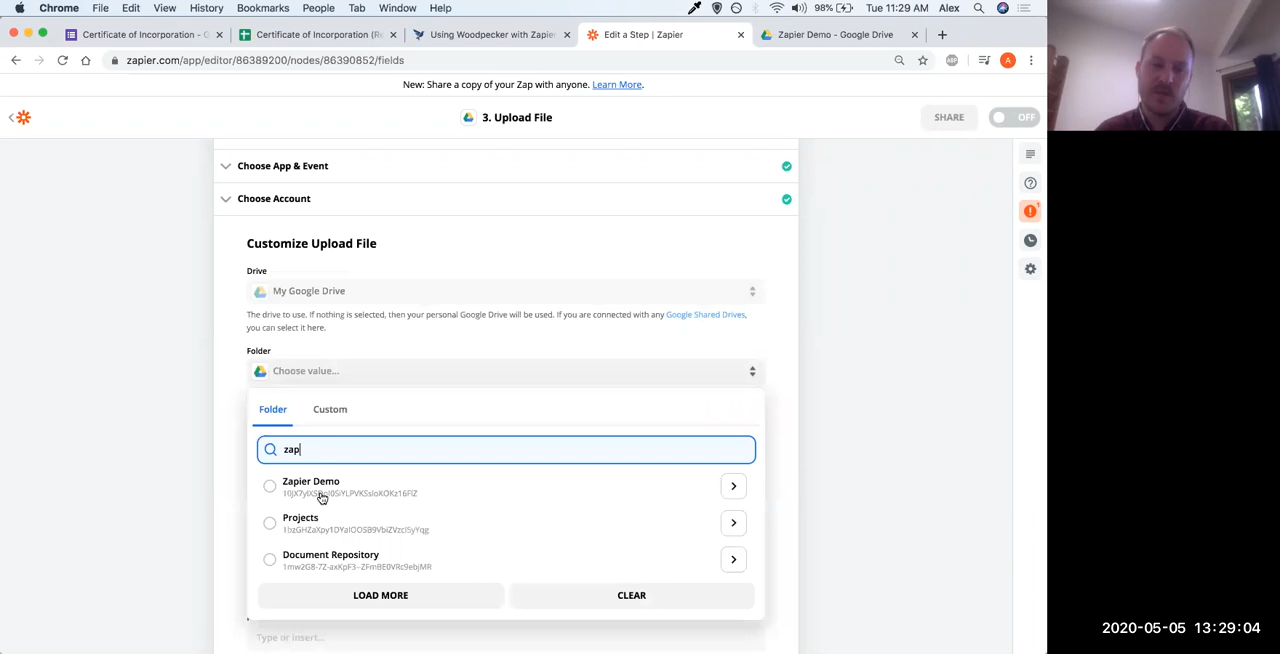 Chrome File Edit View History Bookmarks People Tab Window Help 98% Tue 11:29 AM Alex
Certificate of Incorporation - G Certificate of Incorporation (Re Using Woodpecker with Zapier Edit a Step | Zapier Zapier Demo - Google Drive
zapier.com/app/editor/86389200/nodes/86390852/fields A
New: Share a copy of your Zap with anyone. Learn More.
3. Upload File SHARE OFF
Choose App & Event
Choose Account
Customize Upload File
Drive
My Google Drive
The drive to use. If nothing is selected, then your personal Google Drive will be used. If you are connected with any Google Shared Drives,
you can select it here.
Folder
Choose value...
Folder Custom
zap
Zapier Demo
Projects
Document Repository
LOAD MORE CLEAR
Type or insert...
2020-05-05 13:29:04